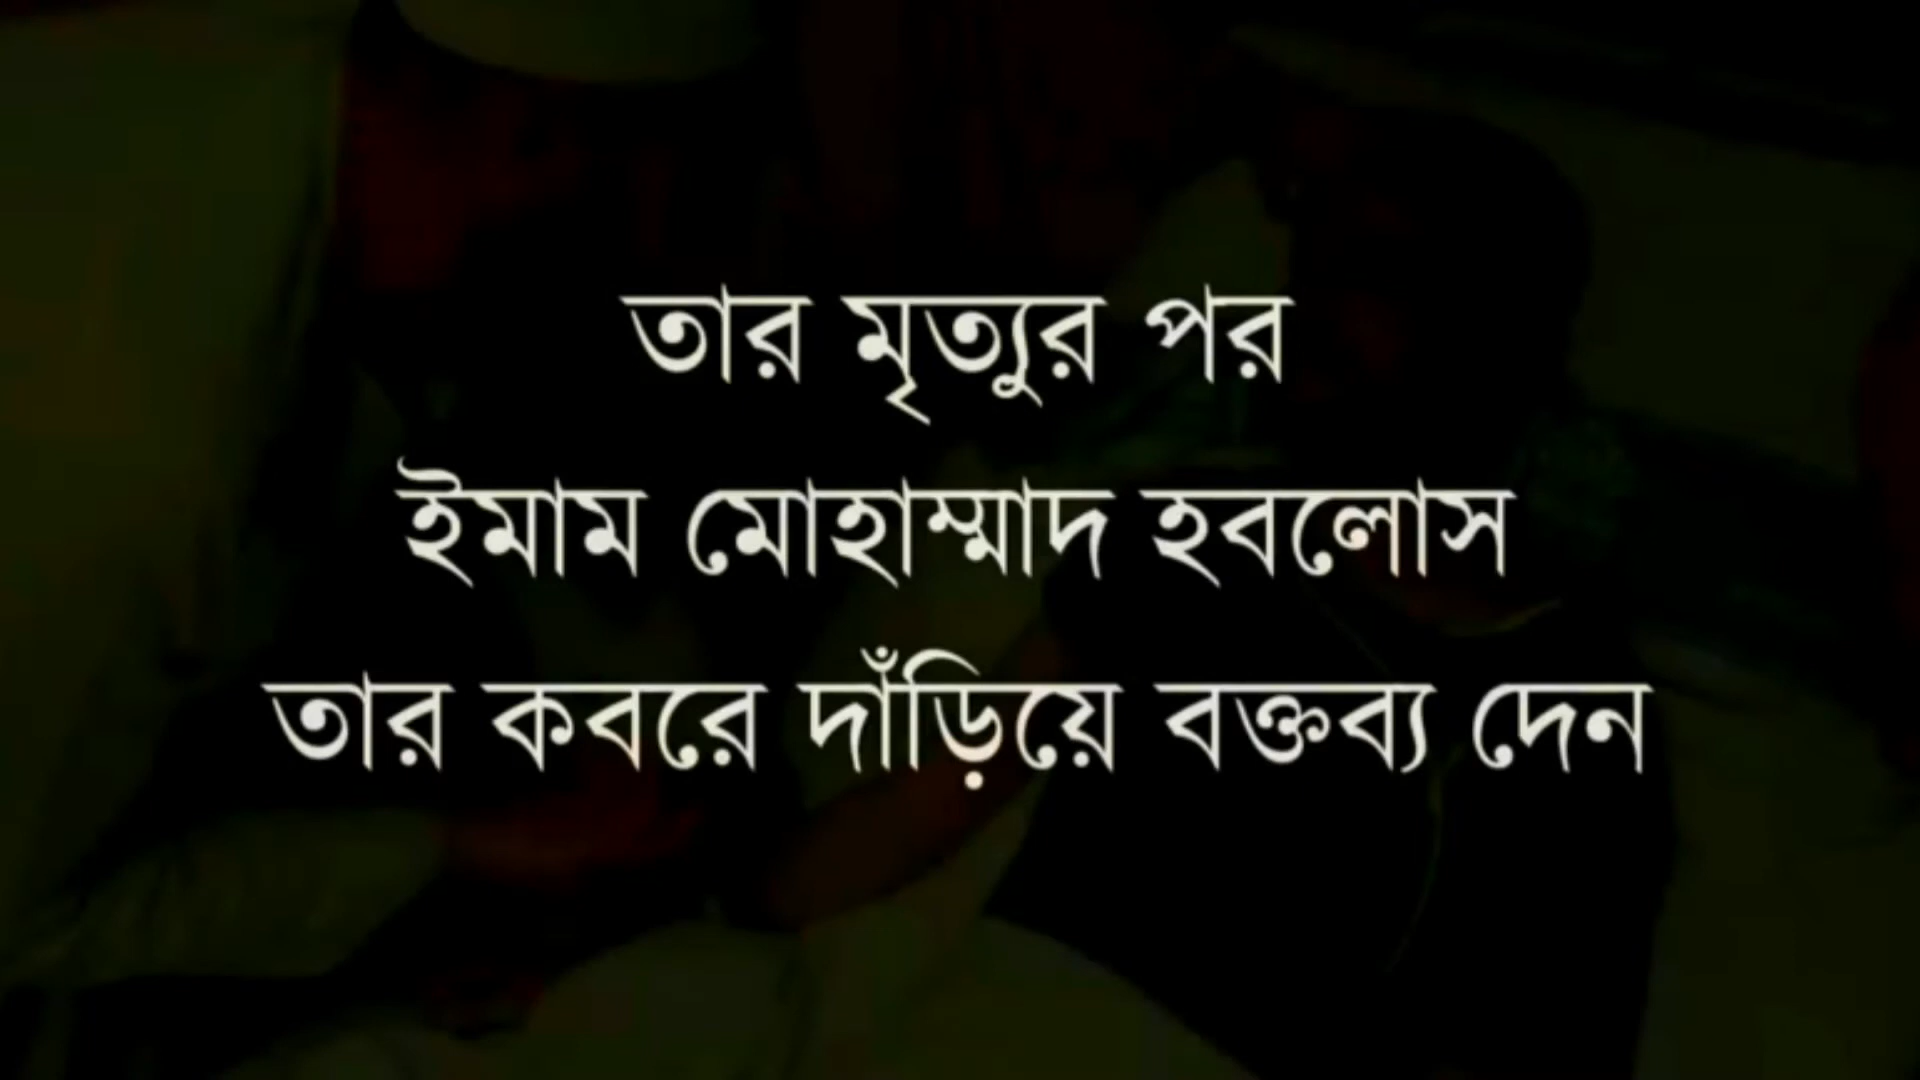 তার মৃত্যুর পর
ইমাম মোহাম্মাদ হবলোস
তার কবরে দাঁড়িয়ে বক্তব্য দেন